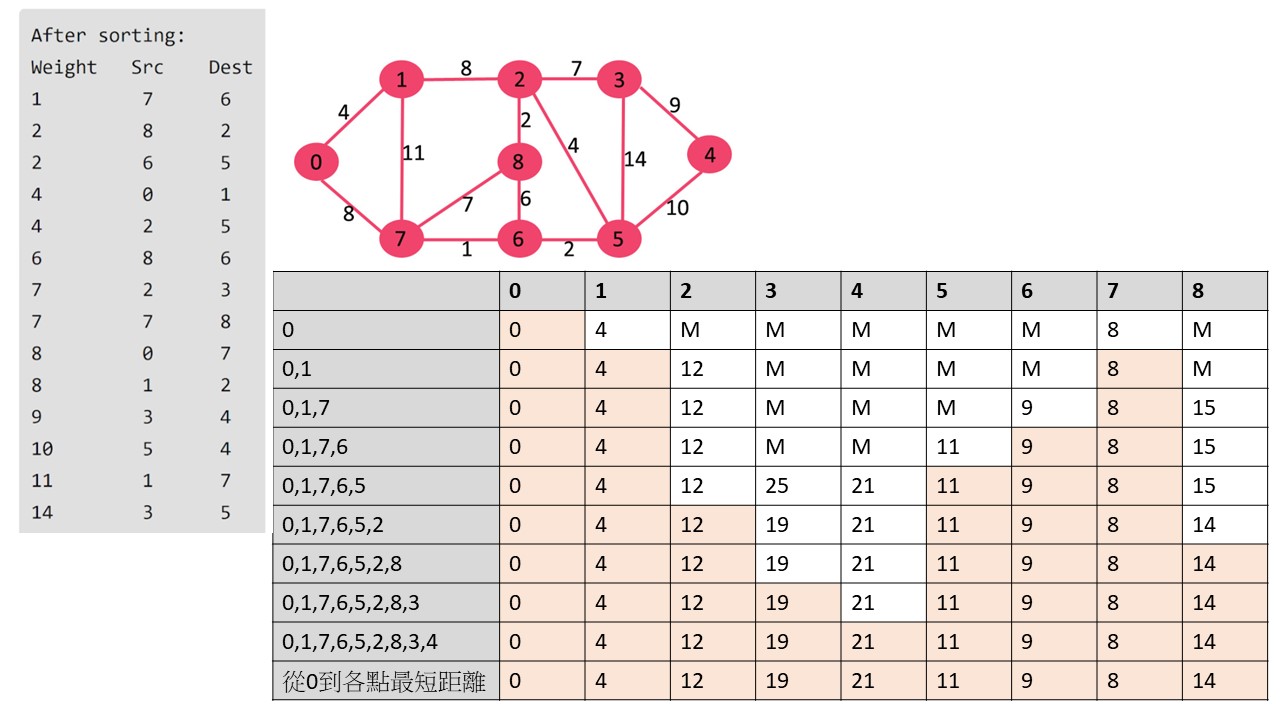 After sorting:
Weight Src Dest
1 7 6
2 8 2
2 6 5
4 0 1
4 2 5
6 8 6
7 2 3
7 7 8
8 0 7
8 1 2
9 3 4
10 5 4
11 1 7
14 3 5
8 7
1 2 3
4 2 9
11 4 14
0 8 4
7 6
8 10
7 6 5
1 2
0 1 2 3 4 5 6 7 8
0 0 4 M M M M M 8 M
0,1 0 4 12 M M M M 8 M
0,1,7 0 4 12 M M M 9 8 15
0,1,7,6 0 4 12 M M 11 9 8 15
0,1,7,6,5 0 4 12 25 21 11 9 8 15
0,1,7,6,5,2 0 4 12 19 21 11 9 8 14
0,1,7,6,5,2,8 0 4 12 19 21 11 9 8 14
0,1,7,6,5,2,8,3 0 4 12 19 21 11 9 8 14
0,1,7,6,5,2,8,3,4 0 4 12 19 21 11 9 8 14
從0到各點最短距離 0 4 12 19 21 11 9 8 14